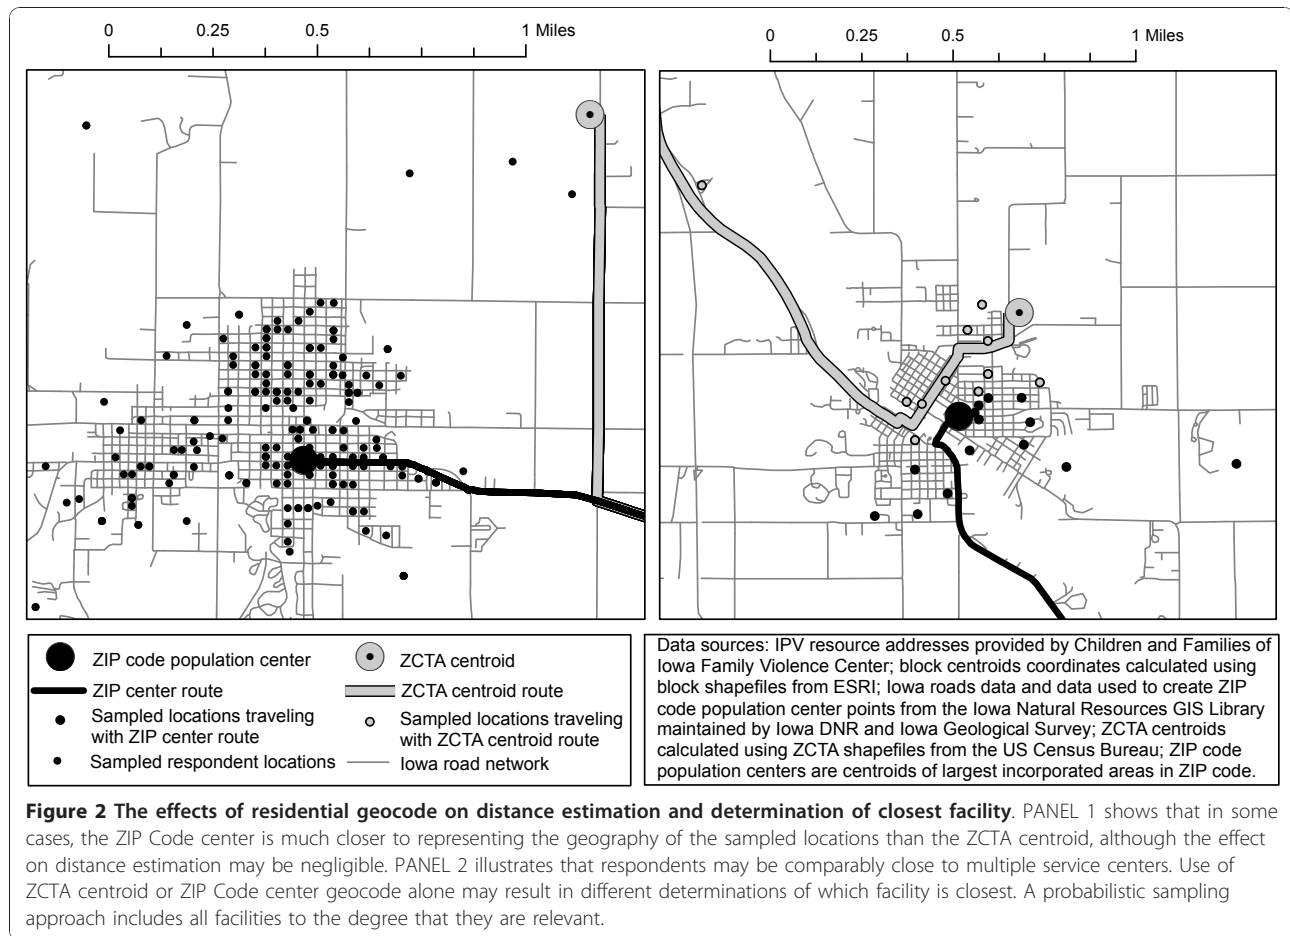 0 0.25 0.5 1 Miles
0 0.25 0.5 1 Miles
ZIP code population center
ZIP center route
Sampled locations traveling
with ZIP center route
Sampled respondent locations
ZCTA centroid
ZCTA centroid route
Sampled locations traveling
with ZCTA centroid route
Iowa road network
Data sources: IPV resource addresses provided by Children and Families of
Iowa Family Violence Center; block centroids coordinates calculated using
block shapefiles from ESRI; Iowa roads data and data used to create ZIP
code population center points from the Iowa Natural Resources GIS Library
maintained by Iowa DNR and Iowa Geological Survey; ZCTA centroids
calculated using ZCTA shapefiles from the US Census Bureau; ZIP code
population centers are centroids of largest incorporated areas in ZIP code.
Figure 2 The effects of residential geocode on distance estimation and determination of closest facility. PANEL 1 shows that in some
cases, the ZIP Code center is much closer to representing the geography of the sampled locations than the ZCTA centroid, although the effect
on distance estimation may be negligible. PANEL 2 illustrates that respondents may be comparably close to multiple service centers. Use of
ZCTA centroid or ZIP Code center geocode alone may result in different determinations of which facility is closest. A probabilistic sampling
approach includes all facilities to the degree that they are relevant.